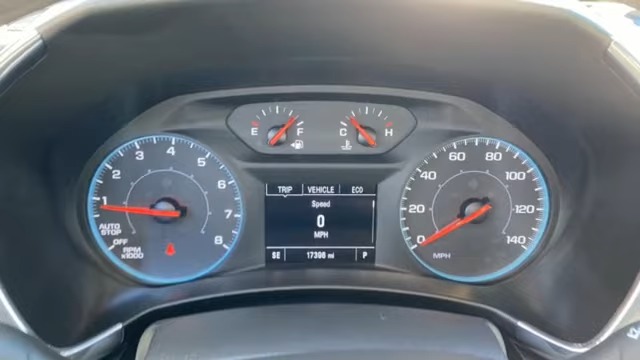 E F
C H
1 2 3 4 5 6 7 8
AUTO
STOP
OFF
RPM
x1000
TRIP VEHICLE ECO
Speed
0
MPH
SE 17396 mi P
0 20 40 60 80 100 120 140
MPH